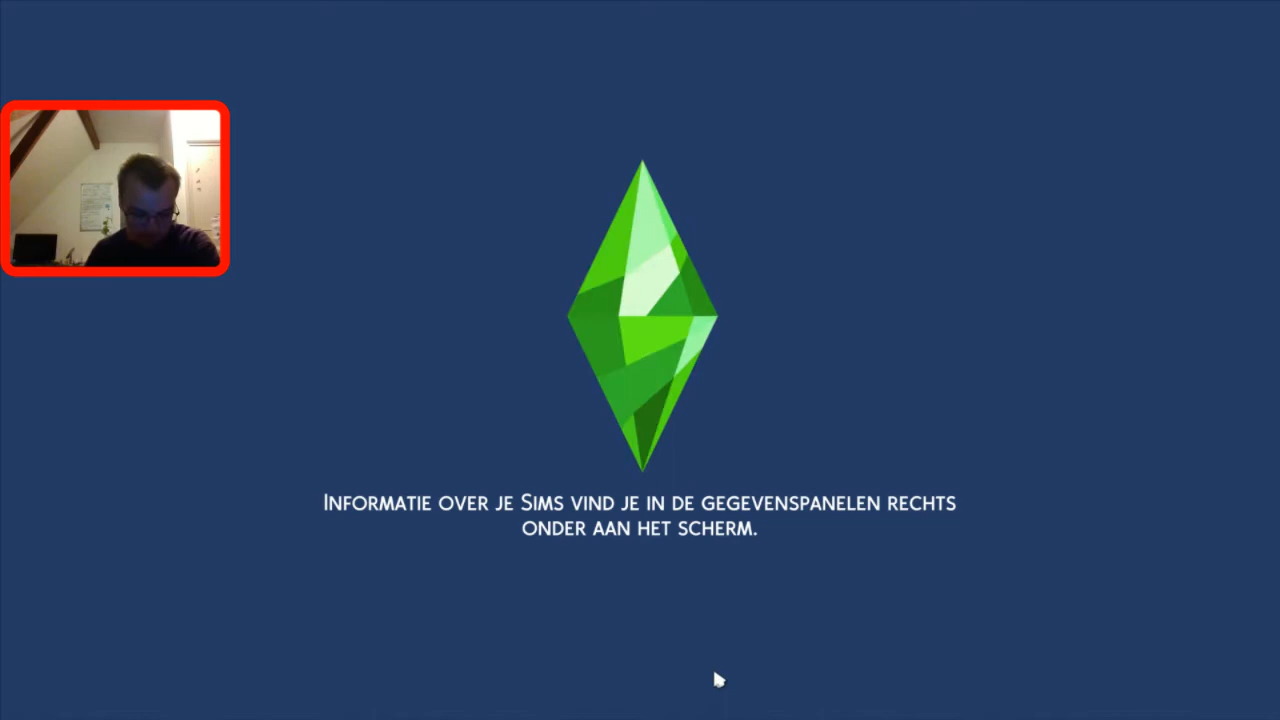 Informatie over je Sims vind je in de gegevenspanelen rechts
onder aan het scherm.